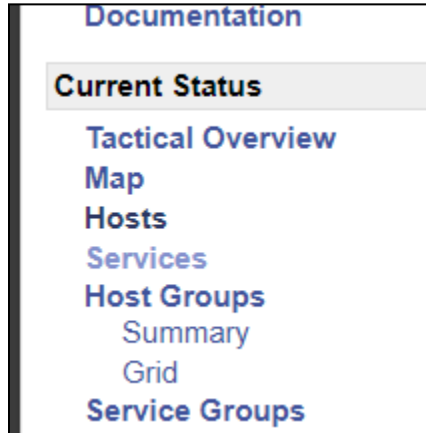 Documentation
Current Status
Tactical Overview
Map
Hosts
Services
Host Groups
Summary
Grid
Service Groups